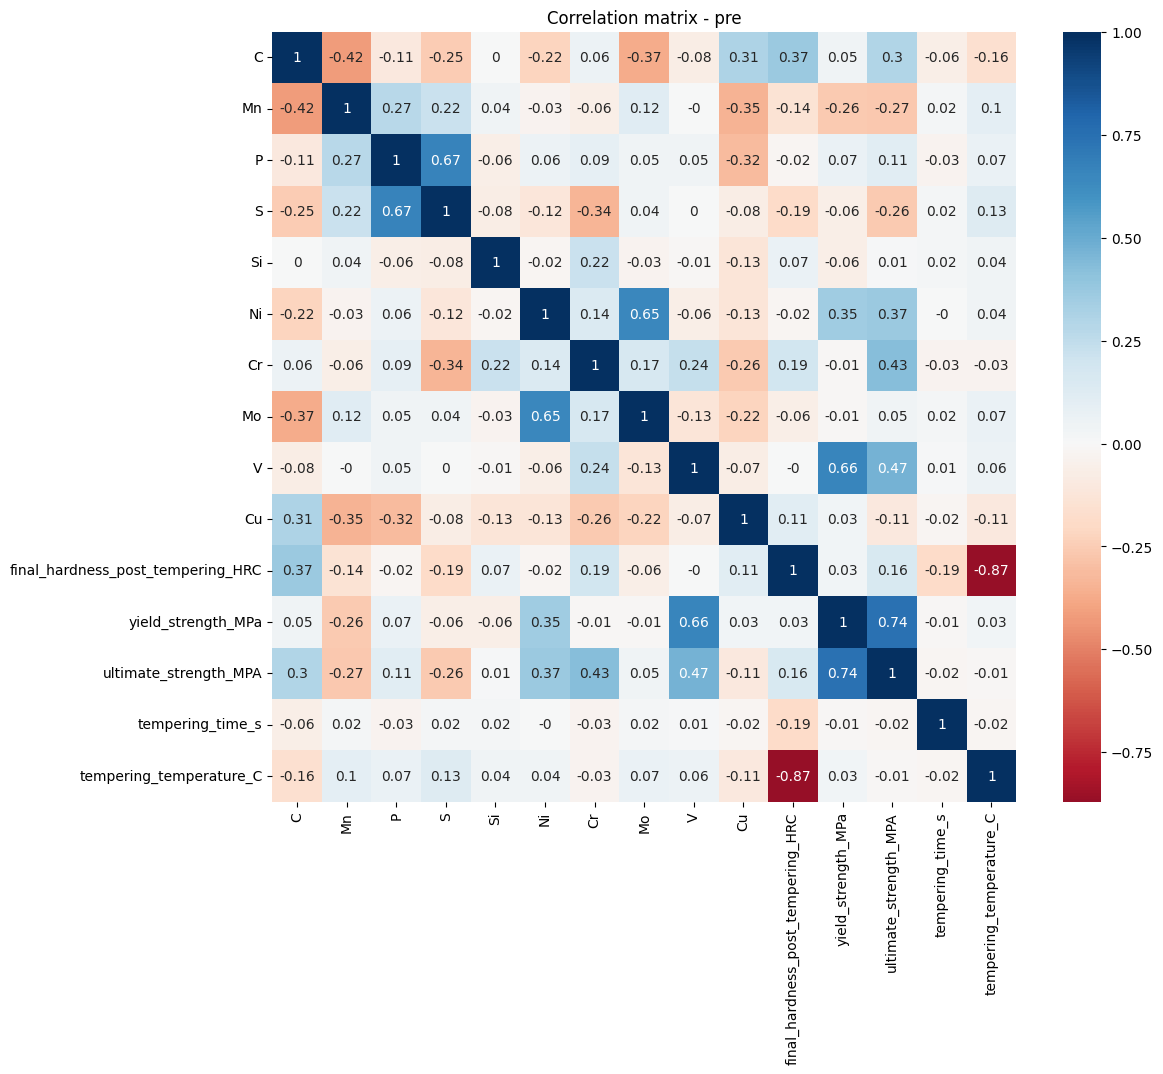 Correlation matrix - pre
C 1 -0.42 -0.11 -0.25 0 -0.22 0.06 -0.37 -0.08 0.31 0.37 0.05 0.3 -0.06 -0.16
Mn -0.42 1 0.27 0.22 0.04 -0.03 -0.06 0.12 -0 -0.35 -0.14 -0.26 -0.27 0.02 0.1
P -0.11 0.27 1 0.67 -0.06 0.06 0.09 0.05 0.05 -0.32 -0.02 0.07 0.11 -0.03 0.07
S -0.25 0.22 0.67 1 -0.08 -0.12 -0.34 0.04 0 -0.08 -0.19 -0.06 -0.26 0.02 0.13
Si 0 0.04 -0.06 -0.08 1 -0.02 0.22 -0.03 -0.01 -0.13 0.07 -0.06 0.01 0.02 0.04
Ni -0.22 -0.03 0.06 -0.12 -0.02 1 0.14 0.65 -0.06 -0.13 -0.02 0.35 0.37 -0 0.04
Cr 0.06 -0.06 0.09 -0.34 0.22 0.14 1 0.17 0.24 -0.26 0.19 -0.01 0.43 -0.03 -0.03
Mo -0.37 0.12 0.05 0.04 -0.03 0.65 0.17 1 -0.13 -0.22 -0.06 -0.01 0.05 0.02 0.07
V -0.08 -0 0.05 0 -0.01 -0.06 0.24 -0.13 1 -0.07 -0 0.66 0.47 0.01 0.06
Cu 0.31 -0.35 -0.32 -0.08 -0.13 -0.13 -0.26 -0.22 -0.07 1 0.11 0.03 -0.11 -0.02 -0.11
final_hardness_post_tempering_HRC 0.37 -0.14 -0.02 -0.19 0.07 -0.02 0.19 -0.06 -0 0.11 1 0.03 0.16 -0.19 -0.87
yield_strength_MPa 0.05 -0.26 0.07 -0.06 -0.06 0.35 -0.01 -0.01 0.66 0.03 0.03 1 0.74 -0.01 0.03
ultimate_strength_MPA 0.3 -0.27 0.11 -0.26 0.01 0.37 0.43 0.05 0.47 -0.11 0.16 0.74 1 -0.02 -0.01
tempering_time_s -0.06 0.02 -0.03 0.02 0.02 -0 -0.03 0.02 0.01 -0.02 -0.19 -0.01 -0.02 1 -0.02
tempering_temperature_C -0.16 0.1 0.07 0.13 0.04 0.04 -0.03 0.07 0.06 -0.11 -0.87 0.03 -0.01 -0.02 1
C
Mn
P
S
Si
Ni
Cr
Mo
V
Cu
final_hardness_post_tempering_HRC
yield_strength_MPa
ultimate_strength_MPA
tempering_time_s
tempering_temperature_C
1.00
0.75
0.50
0.25
0.00
-0.25
-0.50
-0.75